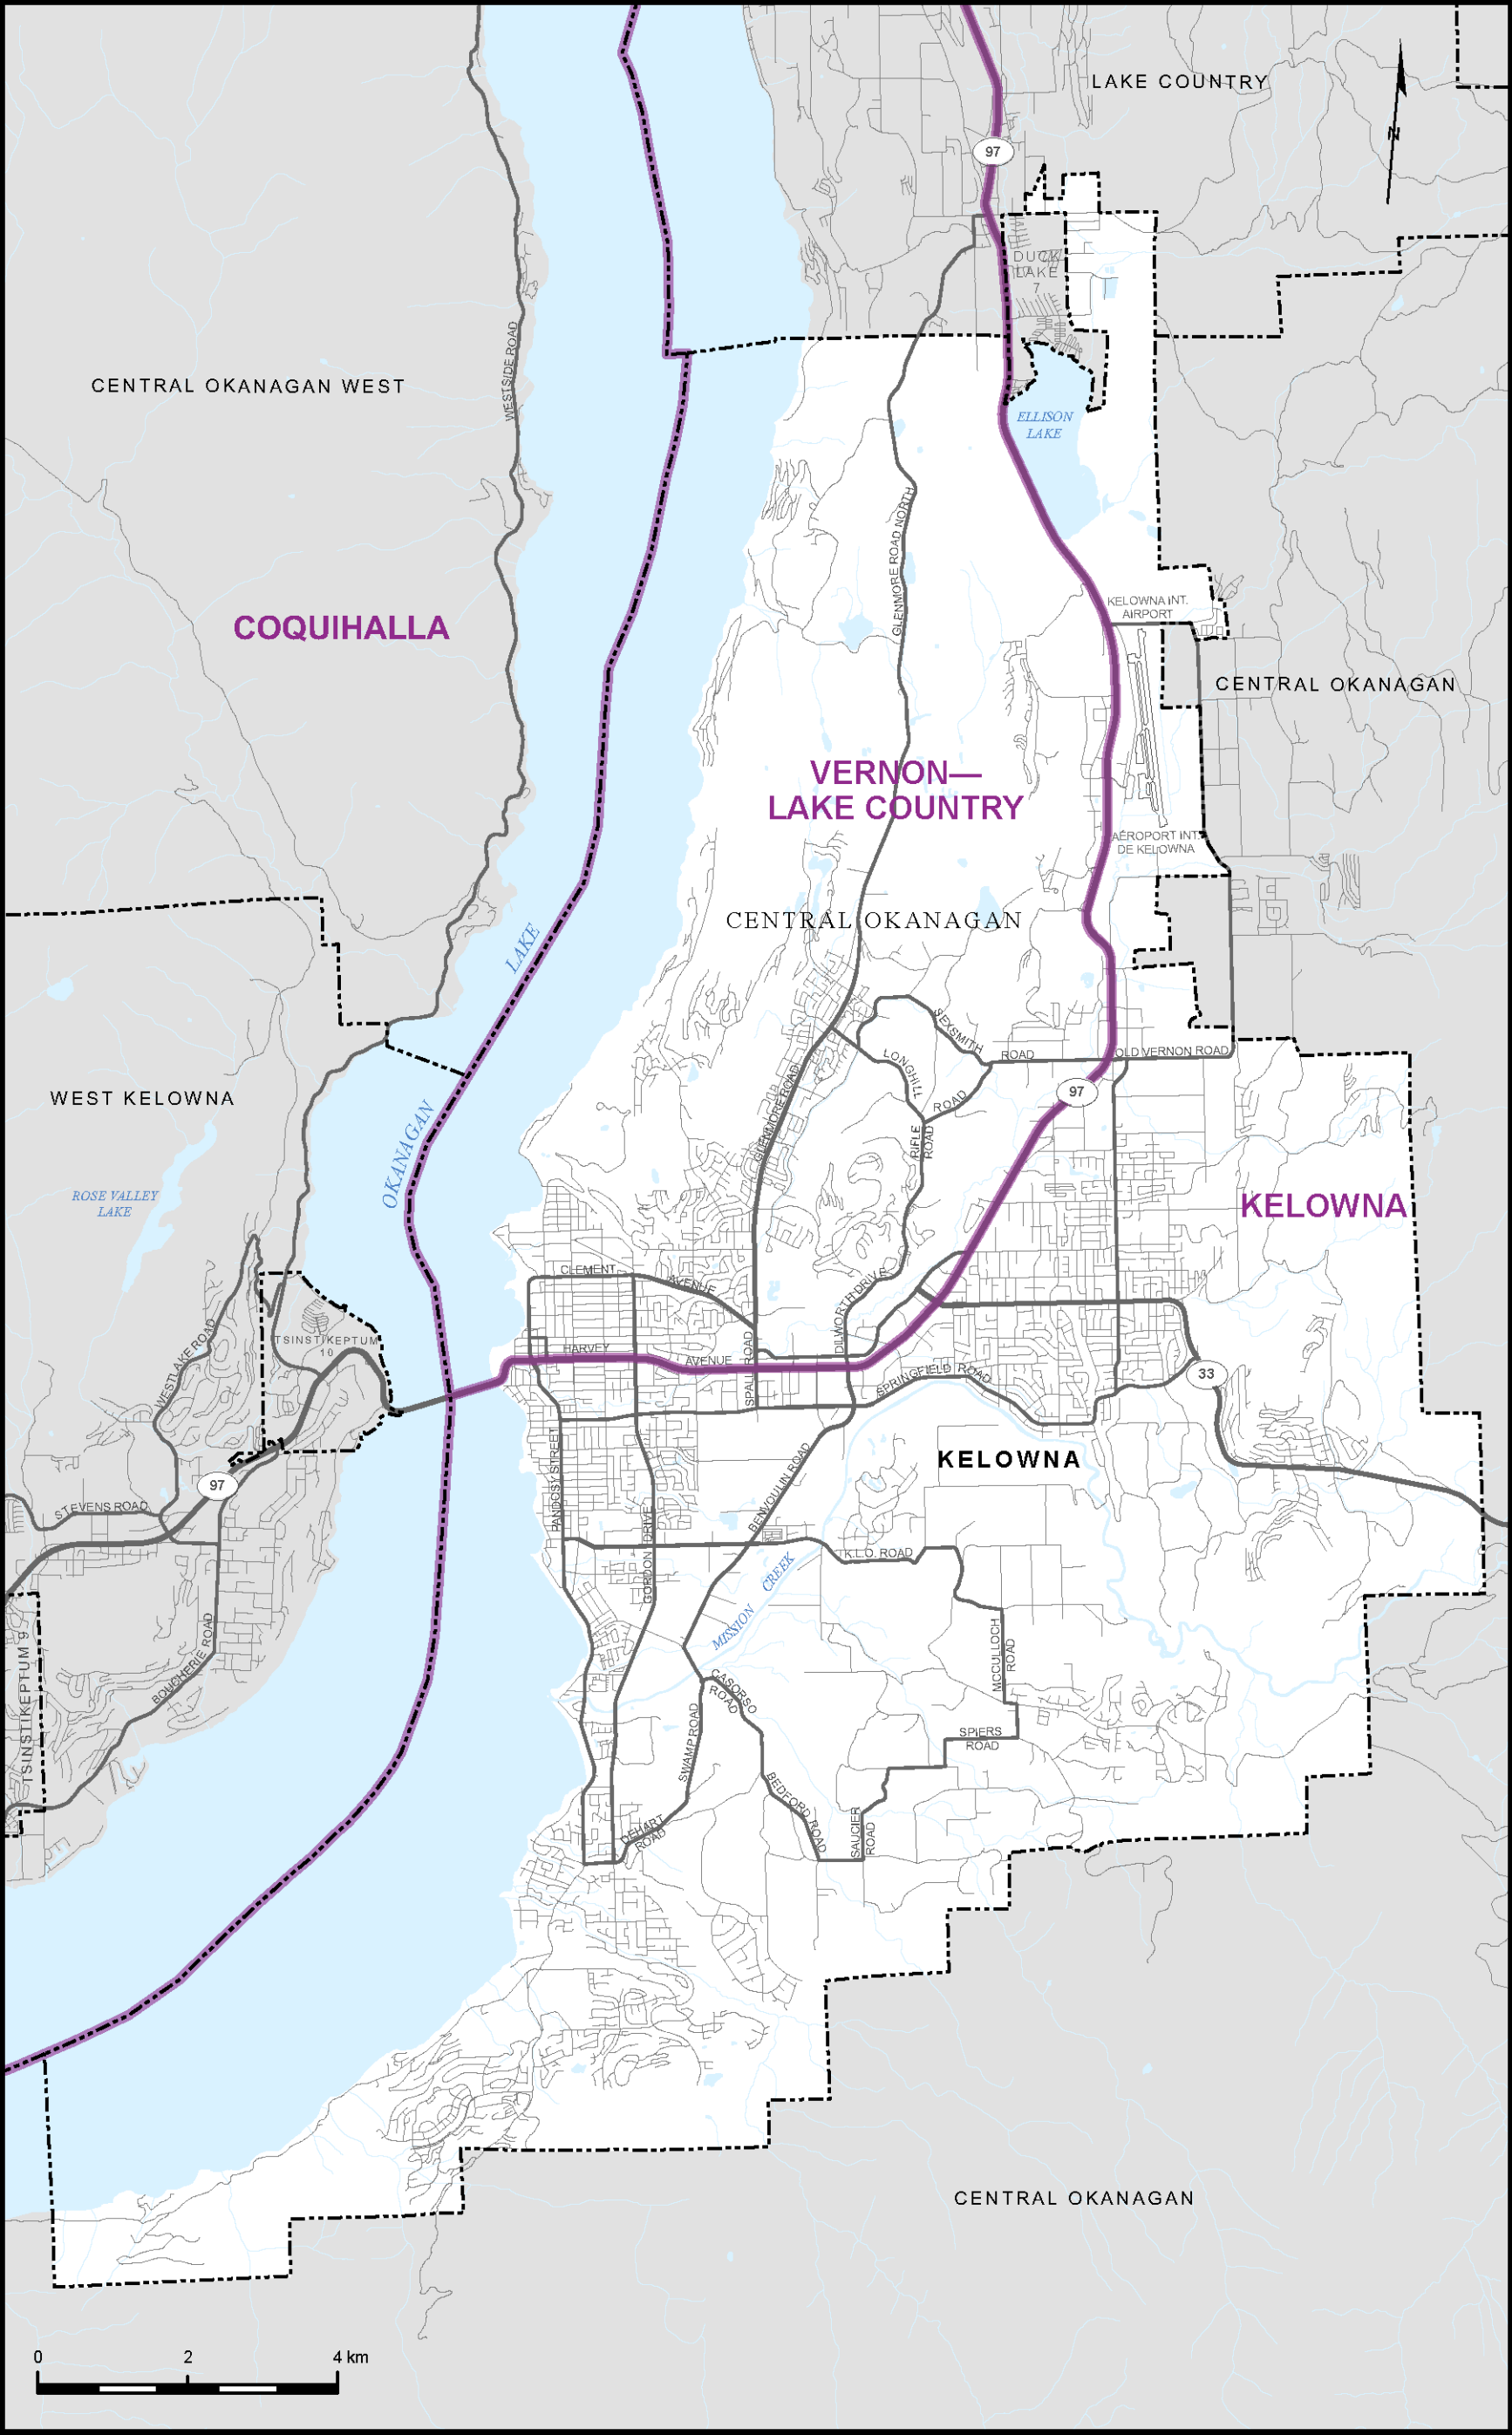 LAKE COUNTRY
97
N
DUCK
LAKE
7
WESTSIDE ROAD
CENTRAL OKANAGAN WEST
ELLISON
LAKE
GLENMORE ROAD NORTH
KELOWNA INT.
AIRPORT
COQUIHALLA
CENTRAL OKANAGAN
VERNON—
LAKE COUNTRY
AÉROPORT INT.
DE KELOWNA
CENTRAL OKANAGAN
OKANAGAN LAKE
SEXSMITH ROAD
OLD VERNON ROAD
LONGHILL ROAD
WEST KELOWNA
97
GLENMORE ROAD
RIFLE
ROAD
ROSE VALLEY
LAKE
KELOWNA
CLEMENT AVENUE
DILWORTH DRIVE
WESTLAKE ROAD
TSINSTIKEPTUM
10
HARVEY AVENUE
SPALL ROAD
SPRINGFIELD ROAD
33
KELOWNA
PANDOSY STREET
BENVOULIN ROAD
97
STEVENS ROAD
GORDON DRIVE
K.L.O. ROAD
MISSION CREEK
TSINSTIKEPTUM 9
BOUCHERIE ROAD
MCCULLOCH
ROAD
CASORSO
ROAD
SWAMP ROAD
SPIERS
ROAD
BEDFORD ROAD
SAUCIER
ROAD
DEHART
ROAD
CENTRAL OKANAGAN
0 2 4 km